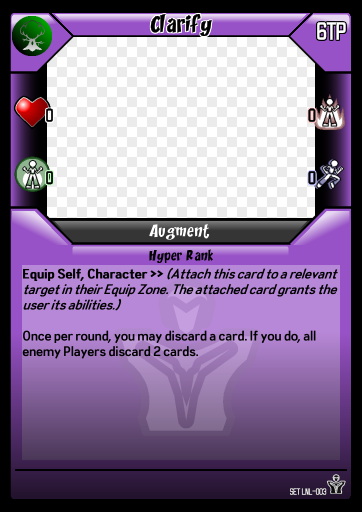 Clarify
6TP
0
0
0
0
Augment
Hyper Rank
Equip Self, Character >> (Attach this card to a relevant
target in their Equip Zone. The attached card grants the
user its abilities.)
Once per round, you may discard a card. If you do, all
enemy Players discard 2 cards.
SET LNL-003